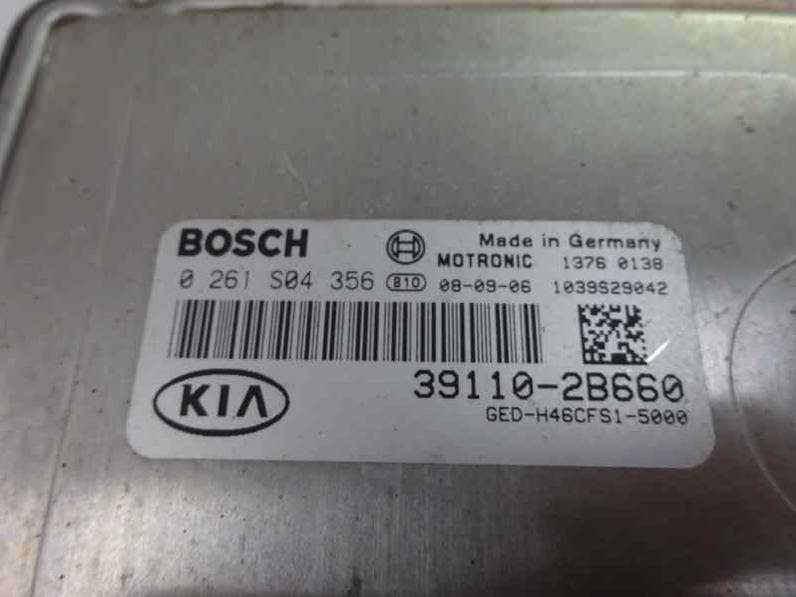 BOSCH Made in Germany
MOTRONIC 1376 0138
0 261 S04 356 B10 08-09-06 1039S29042
KIA 39110-2B660
GED-H46CFS1-5000